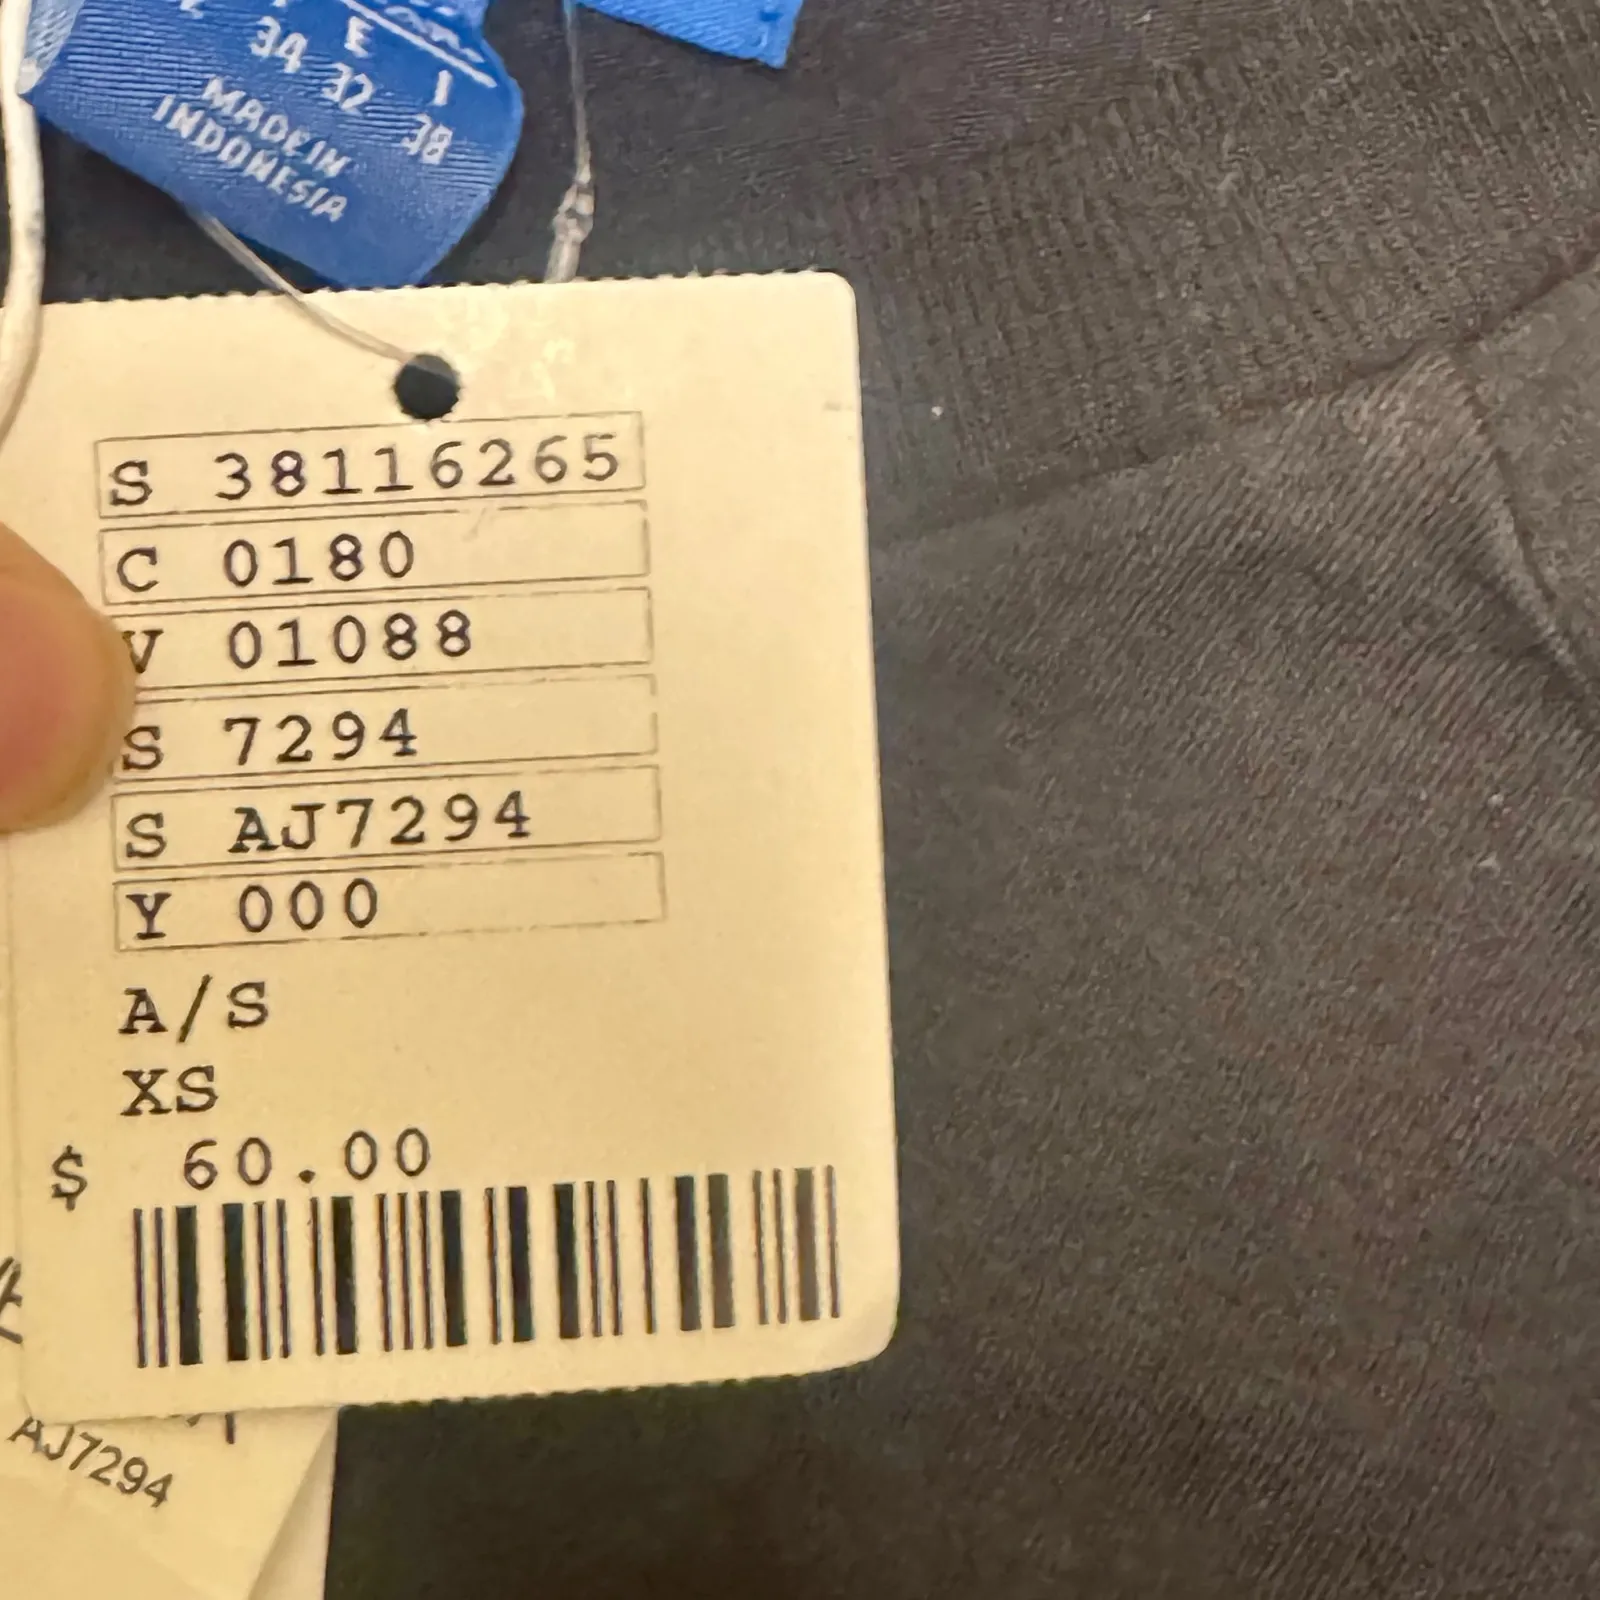 E I
34 32 38
MADE IN
INDONESIA
S 38116265
C 0180
V 01088
S 7294
S AJ7294
Y 000
A/S
XS
$ 60.00
AJ7294